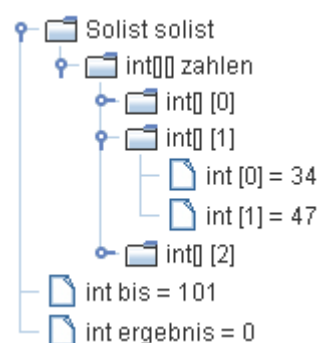 Solist solist
int[][] zahlen
int[] [0]
int[] [1]
int [0] = 34
int [1] = 47
int[] [2]
int bis = 101
int ergebnis = 0